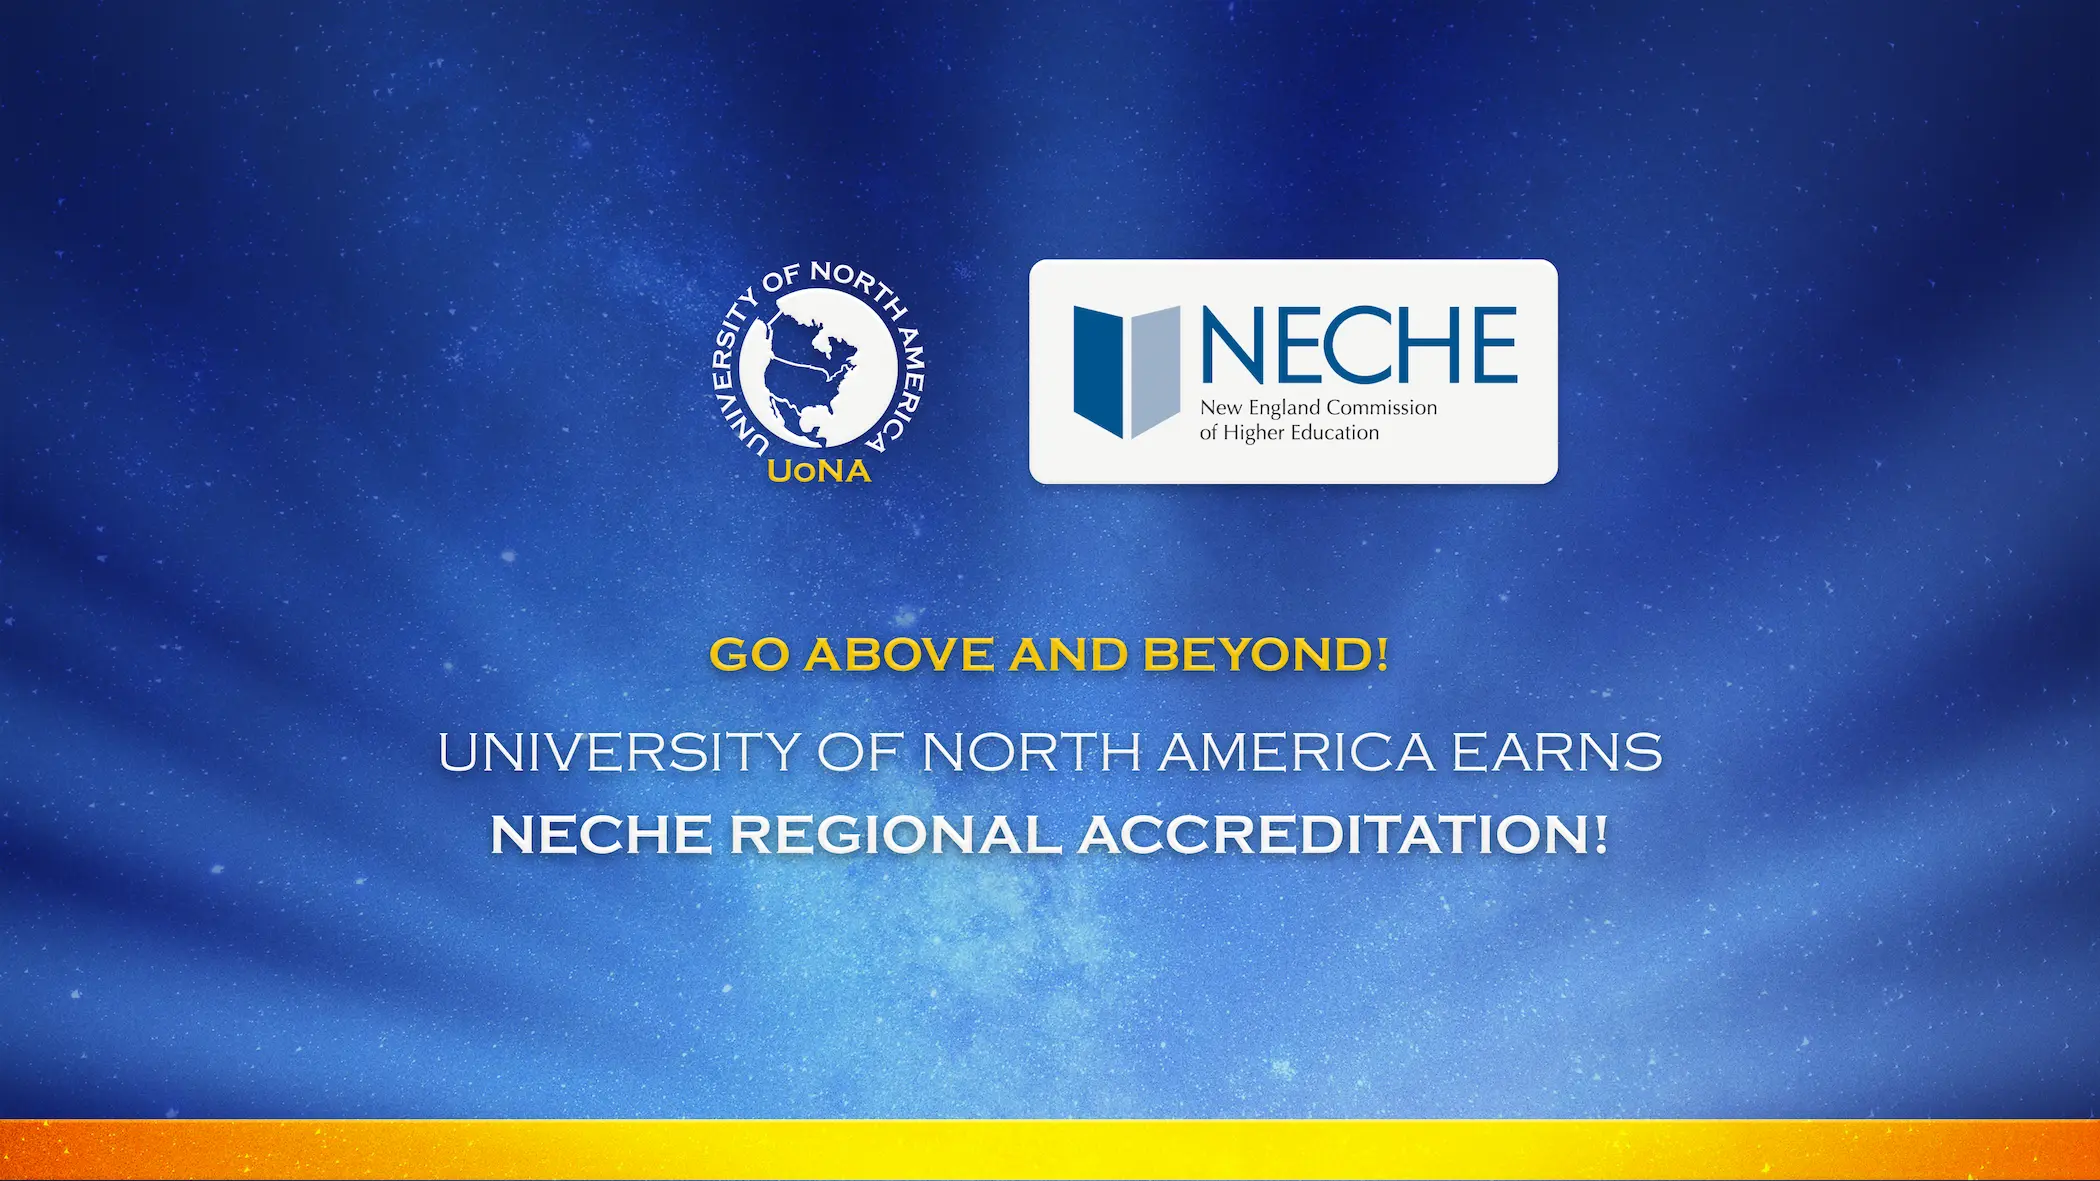 UNIVERSITY OF NORTH AMERICA
UoNA
NECHE
New England Commission
of Higher Education
GO ABOVE AND BEYOND!
UNIVERSITY OF NORTH AMERICA EARNS
NECHE REGIONAL ACCREDITATION!